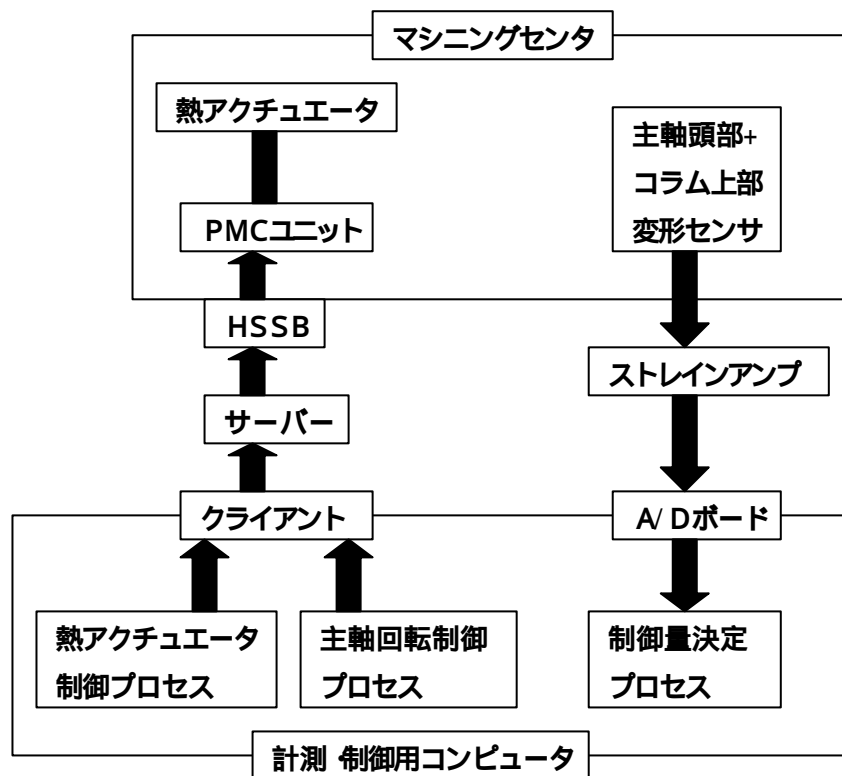 マシニングセンタ
熱アクチュエータ
主軸頭部+
コラム上部
変形センサ
PMCユニット
HSSB
ストレインアンプ
サーバー
クライアント
A/Dボード
熱アクチュエータ
制御プロセス
主軸回転制御
プロセス
制御量決定
プロセス
計測・制御用コンピュータ